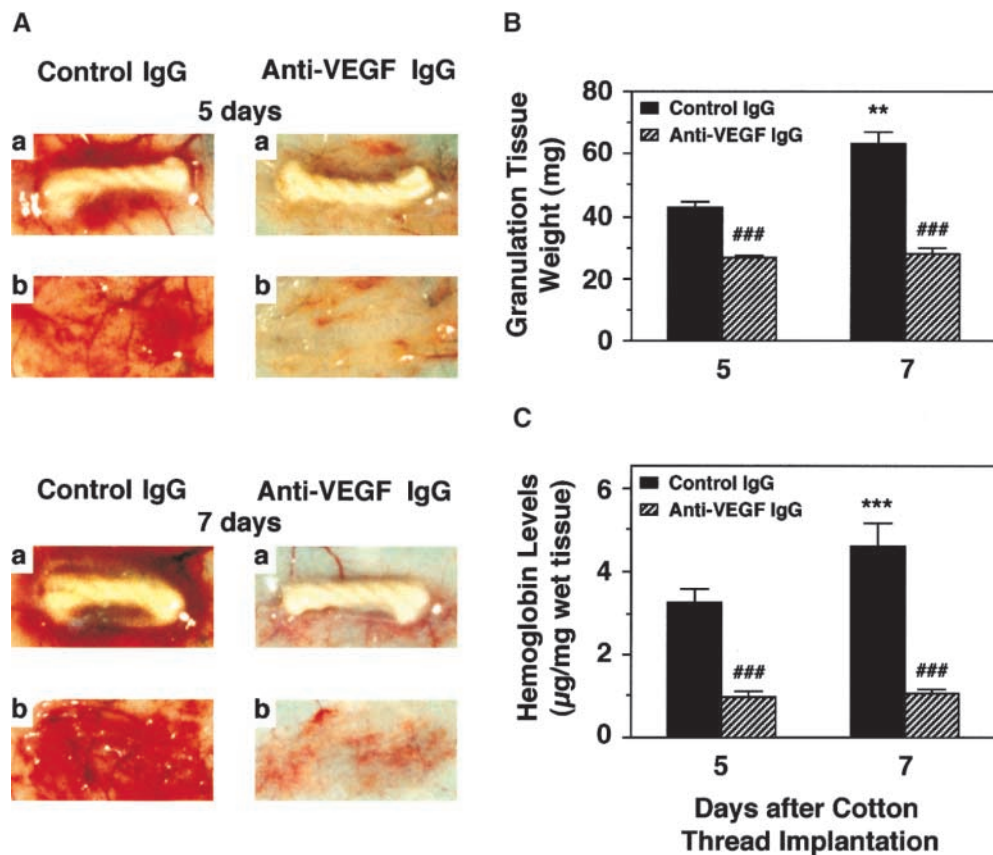 A
Control IgG
Anti-VEGF IgG
5 days
a
a
b
b
Control IgG
Anti-VEGF IgG
7 days
a
a
b
b
B
Granulation Tissue
Weight (mg)
80
60
40
20
0
Control IgG
Anti-VEGF IgG
###
**
###
5
7
C
Hemoglobin Levels
(µg/mg wet tissue)
6
4
2
0
Control IgG
Anti-VEGF IgG
###
***
###
5
7
Days after Cotton
Thread Implantation